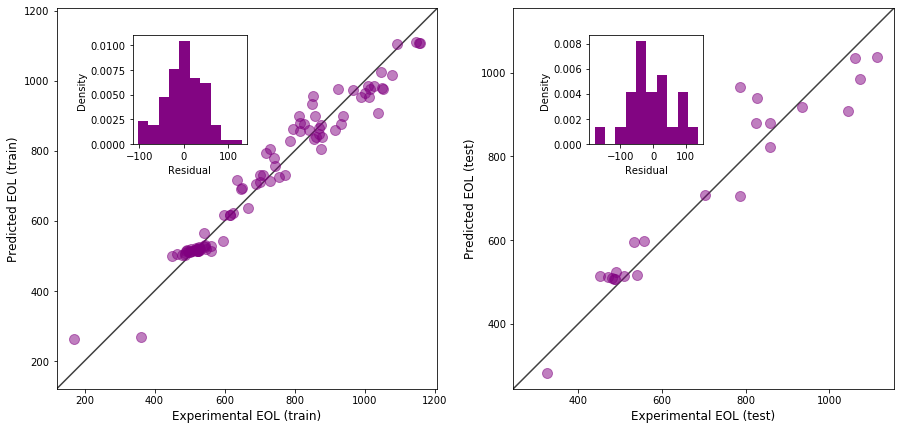 1200
1000
800
600
400
200
Predicted EOL (train)
200 400 600 800 1000 1200
Experimental EOL (train)
0.0100
0.0075
0.0050
0.0025
0.0000
Density
−100 0 100
Residual
1000
800
600
400
Predicted EOL (test)
400 600 800 1000
Experimental EOL (test)
0.008
0.006
0.004
0.002
0.000
Density
−100 0 100
Residual